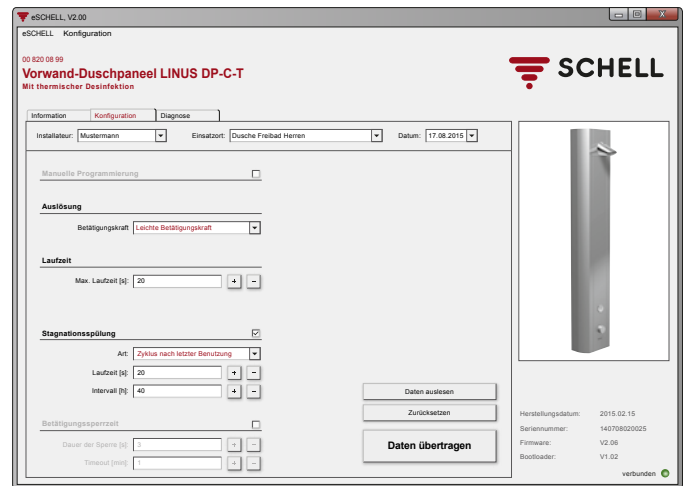 eSCHELL, V2.00
eSCHELL Konfiguration
00 820 08 99
Vorwand-Duschpaneel LINUS DP-C-T
Mit thermischer Desinfektion
SCHELL
Information Konfiguration Diagnose
Installateur: Mustermann Einsatzort: Dusche Freibad Herren Datum: 17.08.2015
Manuelle Programmierung
Auslösung
Betätigungskraft Leichte Betätigungskraft
Laufzeit
Max. Laufzeit [s]: 20 + -
Stagnationsspülung
Art: Zyklus nach letzter Benutzung
Laufzeit [s]: 20 + -
Intervall [h]: 40 + -
Betätigungssperrzeit
Dauer der Sperre [s]: 3 + -
Timeout [min]: 1 + -
Daten auslesen
Zurücksetzen
Daten übertragen
Herstellungsdatum: 2015.02.15
Seriennummer: 140708020025
Firmware: V2.06
Bootloader: V1.02
verbunden